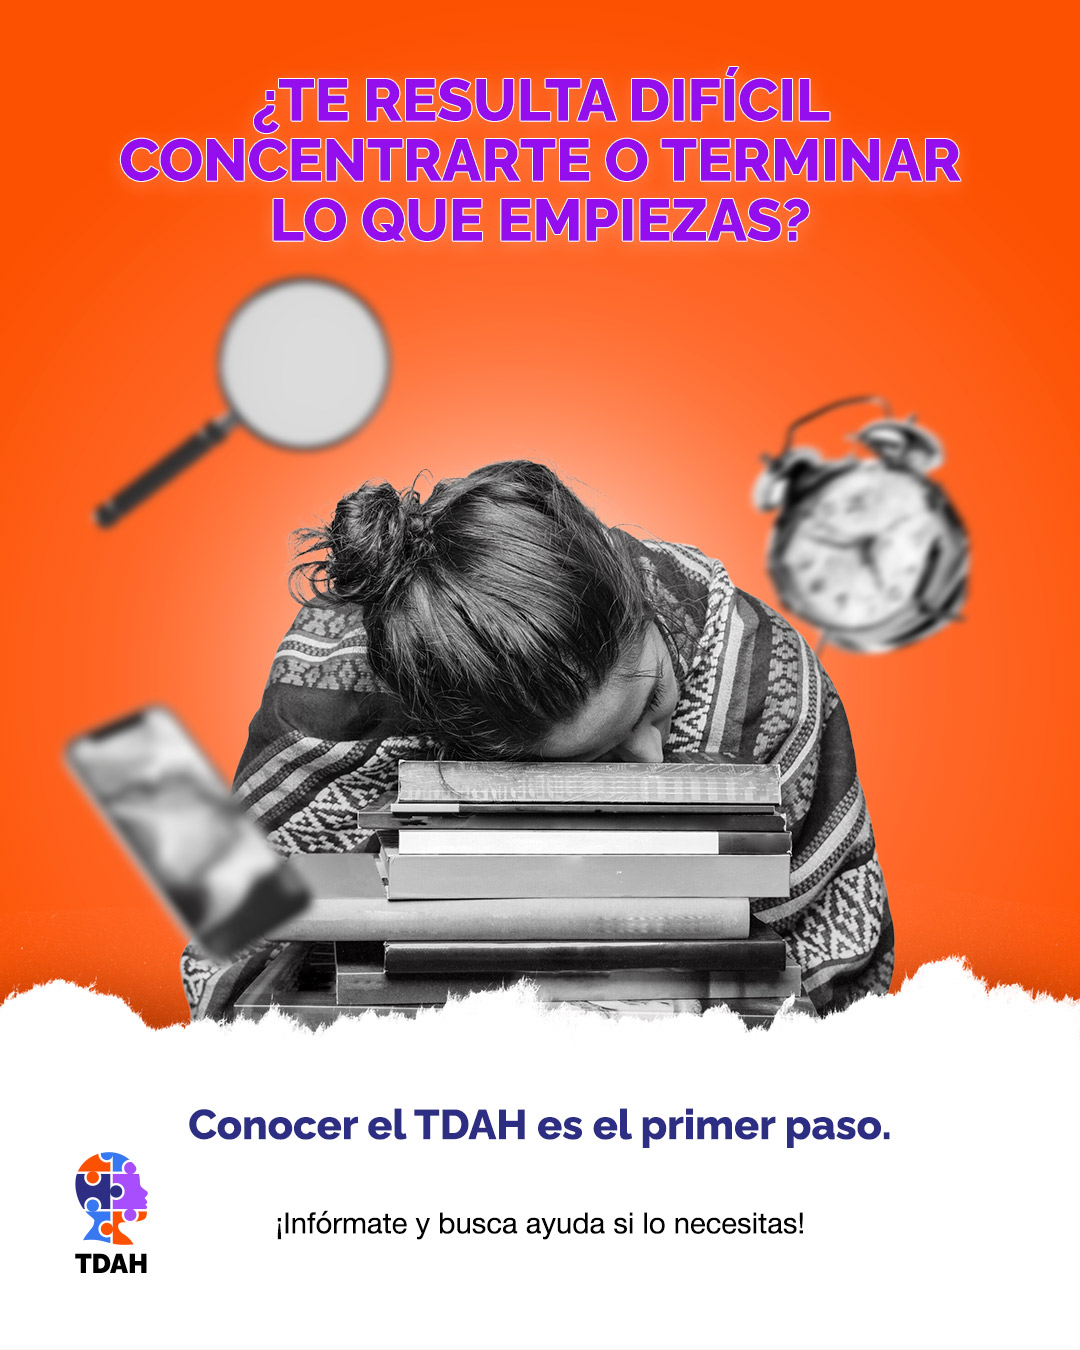 ¿TE RESULTA DIFÍCIL
CONCENTRARTE O TERMINAR
LO QUE EMPIEZAS?
Conocer el TDAH es el primer paso.
¡Infórmate y busca ayuda si lo necesitas!
TDAH